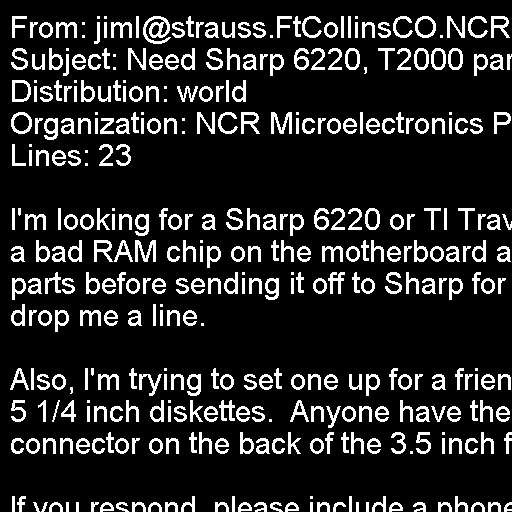 From: jiml@strauss.FtCollinsCO.NCR
Subject: Need Sharp 6220, T2000 par
Distribution: world
Organization: NCR Microelectronics P
Lines: 23
I'm looking for a Sharp 6220 or TI Trav
a bad RAM chip on the motherboard a
parts before sending it off to Sharp for
drop me a line.
Also, I'm trying to set one up for a frien
5 1/4 inch diskettes.  Anyone have the
connector on the back of the 3.5 inch f
If you respond, please include a phone